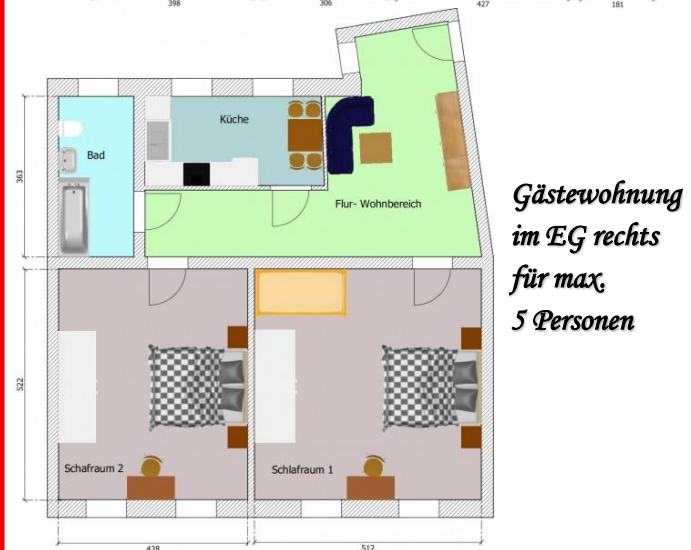 398
306
427
181
Küche
Bad
363
Flur- Wohnbereich
Gästewohnung
im EG rechts
für max.
5 Personen
522
Schafraum 2
Schlafraum 1
428
512